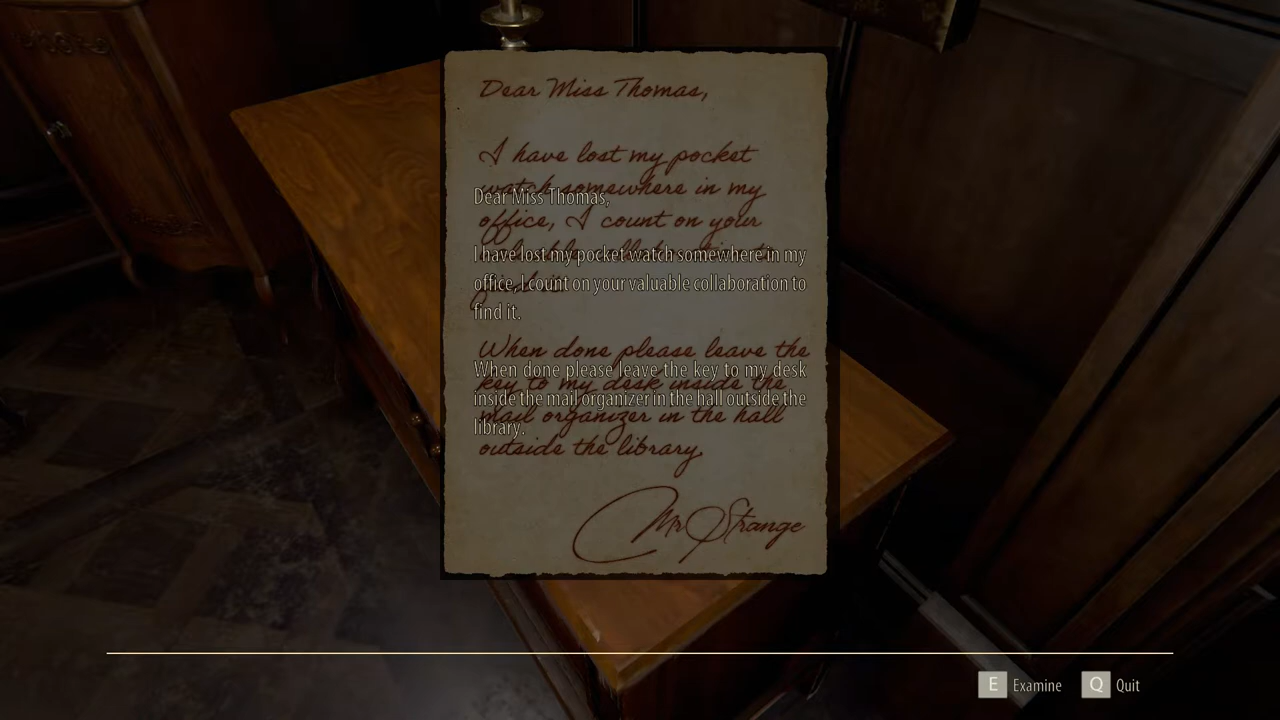 Dear Miss Thomas,
I have lost my pocket
watch somewhere in my
office, I count on your
valuable collaboration to
find it.
When done please leave the
key to my desk inside the
mail organizer in the hall
outside the library.
Mr Strange
Dear Miss Thomas,
I have lost my pocket watch somewhere in my
office, I count on your valuable collaboration to
find it.
When done please leave the key to my desk
inside the mail organizer in the hall outside the
library.
E Examine Q Quit